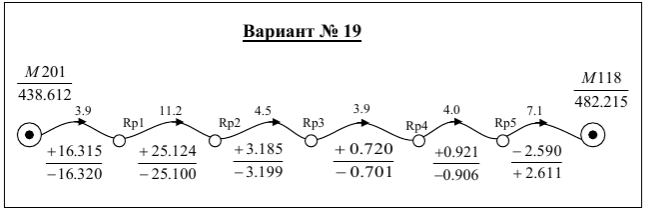 Вариант № 19
M201
438.612
M118
482.215
3.9 11.2 4.5 3.9 4.0 7.1
Rp1 Rp2 Rp3 Rp4 Rp5
+16.315 +25.124 +3.185 +0.720 +0.921 −2.590
−16.320 −25.100 −3.199 −0.701 −0.906 +2.611